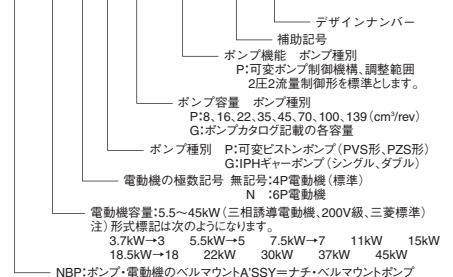 デザインナンバー
補助記号
ポンプ機能　ポンプ種別
P:可変ポンプ制御機構、調整範囲
2圧2流量制御形を標準とします。
ポンプ容量　ポンプ種別
P:8、16、22、35、45、70、100、139(cm³/rev)
G:ポンプカタログ記載の各容量
ポンプ種別　P:可変ピストンポンプ(PVS形、PZS形)
G:IPHギャーポンプ(シングル、ダブル)
電動機の極数記号　無記号:4P電動機(標準)
N　:6P電動機
電動機容量:5.5〜45kW(三相誘導電動機、200V級、三菱標準)
注)形式標記は次のようになります。
3.7kW→3　5.5kW→5　7.5kW→7　11kW　15kW
18.5kW→18　22kW　30kW　37kW　45kW
NBP:ポンプ・電動機のベルマウントA'SSY=ナチ・ベルマウントポンプ